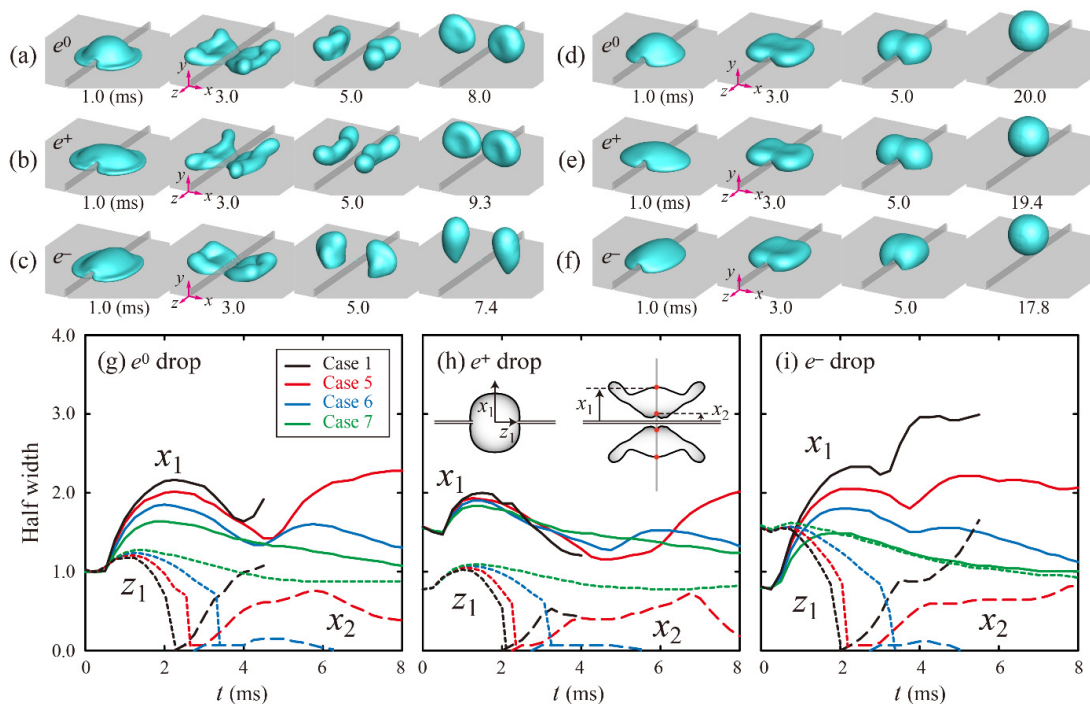 (a) e⁰ y z x 1.0 (ms) 3.0 5.0 8.0
(d) e⁰ y z x 1.0 (ms) 3.0 5.0 20.0
(b) e⁺ y z x 1.0 (ms) 3.0 5.0 9.3
(e) e⁺ y z x 1.0 (ms) 3.0 5.0 19.4
(c) e⁻ y z x 1.0 (ms) 3.0 5.0 7.4
(f) e⁻ y z x 1.0 (ms) 3.0 5.0 17.8
Half width
4.0
3.0
2.0
1.0
0.0
(g) e⁰ drop
Case 1
Case 5
Case 6
Case 7
x₁
z₁
x₂
0 2 4 6 8
t (ms)
(h) e⁺ drop
x₁
z₁
x₁
x₂
x₁
z₁
x₂
0 2 4 6 8
t (ms)
(i) e− drop
x₁
z₁
x₂
0 2 4 6 8
t (ms)